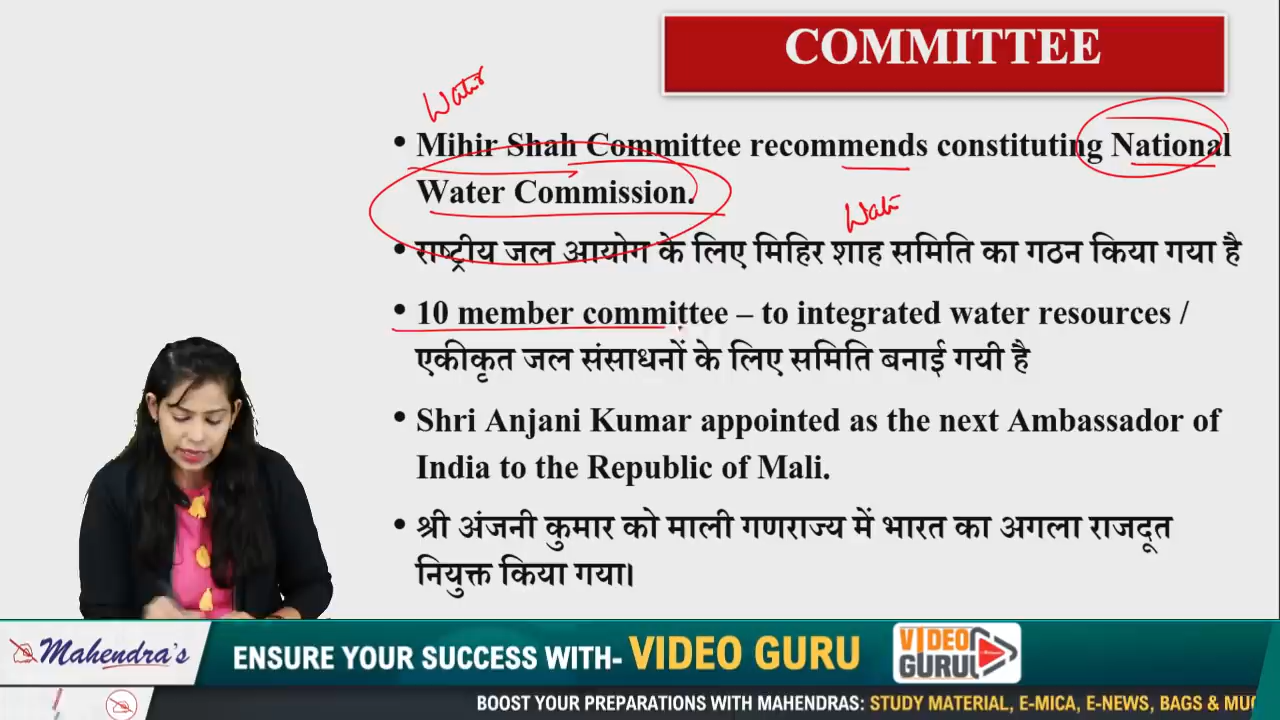 COMMITTEE
Water
• Mihir Shah Committee recommends constituting National
Water Commission.
Wat
• राष्ट्रीय जल आयोग के लिए मिहिर शाह समिति का गठन किया गया है
• 10 member committee – to integrated water resources /
एकीकृत जल संसाधनों के लिए समिति बनाई गयी है
• Shri Anjani Kumar appointed as the next Ambassador of
India to the Republic of Mali.
• श्री अंजनी कुमार को माली गणराज्य में भारत का अगला राजदूत
नियुक्त किया गया।
Mahendra's
ENSURE YOUR SUCCESS WITH- VIDEO GURU
VIDEO
GURU
BOOST YOUR PREPARATIONS WITH MAHENDRAS: STUDY MATERIAL, E-MICA, E-NEWS, BAGS & MUG